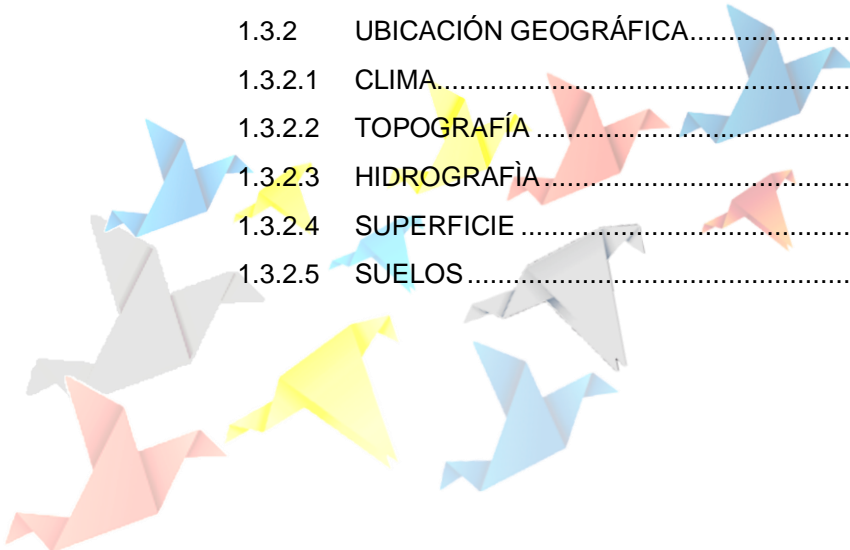 1.3.2 UBICACIÓN GEOGRÁFICA....................
1.3.2.1 CLIMA.........................................................
1.3.2.2 TOPOGRAFÍA ...........................................
1.3.2.3 HIDROGRAFÌA ..........................................
1.3.2.4 SUPERFICIE .............................................
1.3.2.5 SUELOS .....................................................